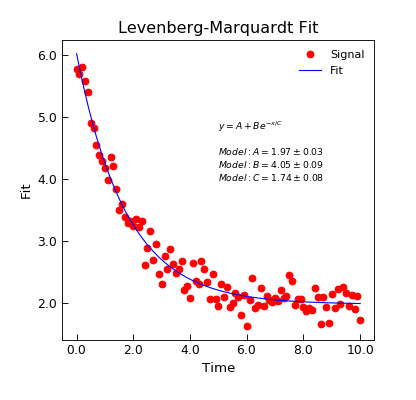 Levenberg-Marquardt Fit
Signal
Fit
y = A + Be^{-x/C}
Model: A = 1.97 ± 0.03
Model: B = 4.05 ± 0.09
Model: C = 1.74 ± 0.08
6.0
5.0
4.0
3.0
2.0
Fit
0.0 2.0 4.0 6.0 8.0 10.0
Time